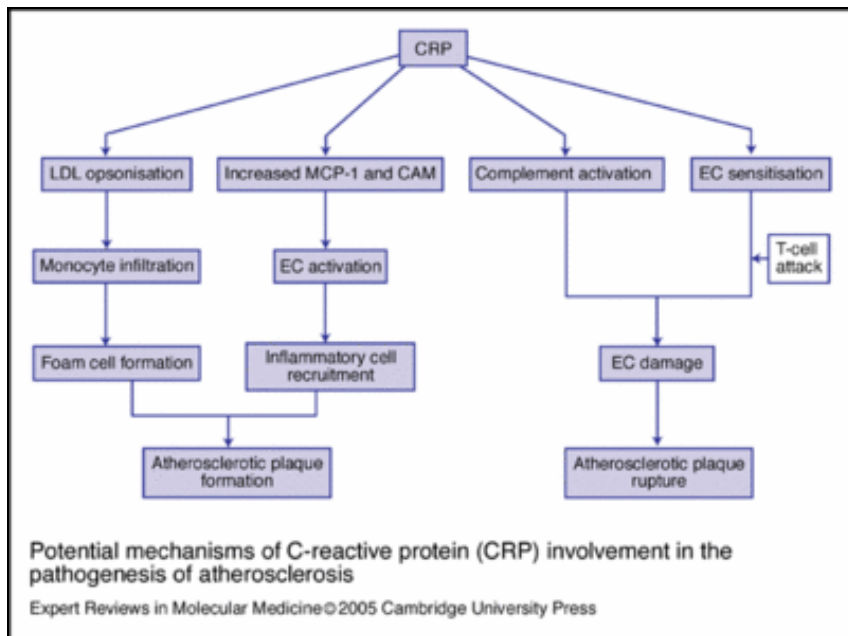 CRP
LDL opsonisation
Increased MCP-1 and CAM
Complement activation
EC sensitisation
T-cell
attack
Monocyte infiltration
EC activation
Foam cell formation
Inflammatory cell
recruitment
EC damage
Atherosclerotic plaque
formation
Atherosclerotic plaque
rupture
Potential mechanisms of C-reactive protein (CRP) involvement in the
pathogenesis of atherosclerosis
Expert Reviews in Molecular Medicine©2005 Cambridge University Press